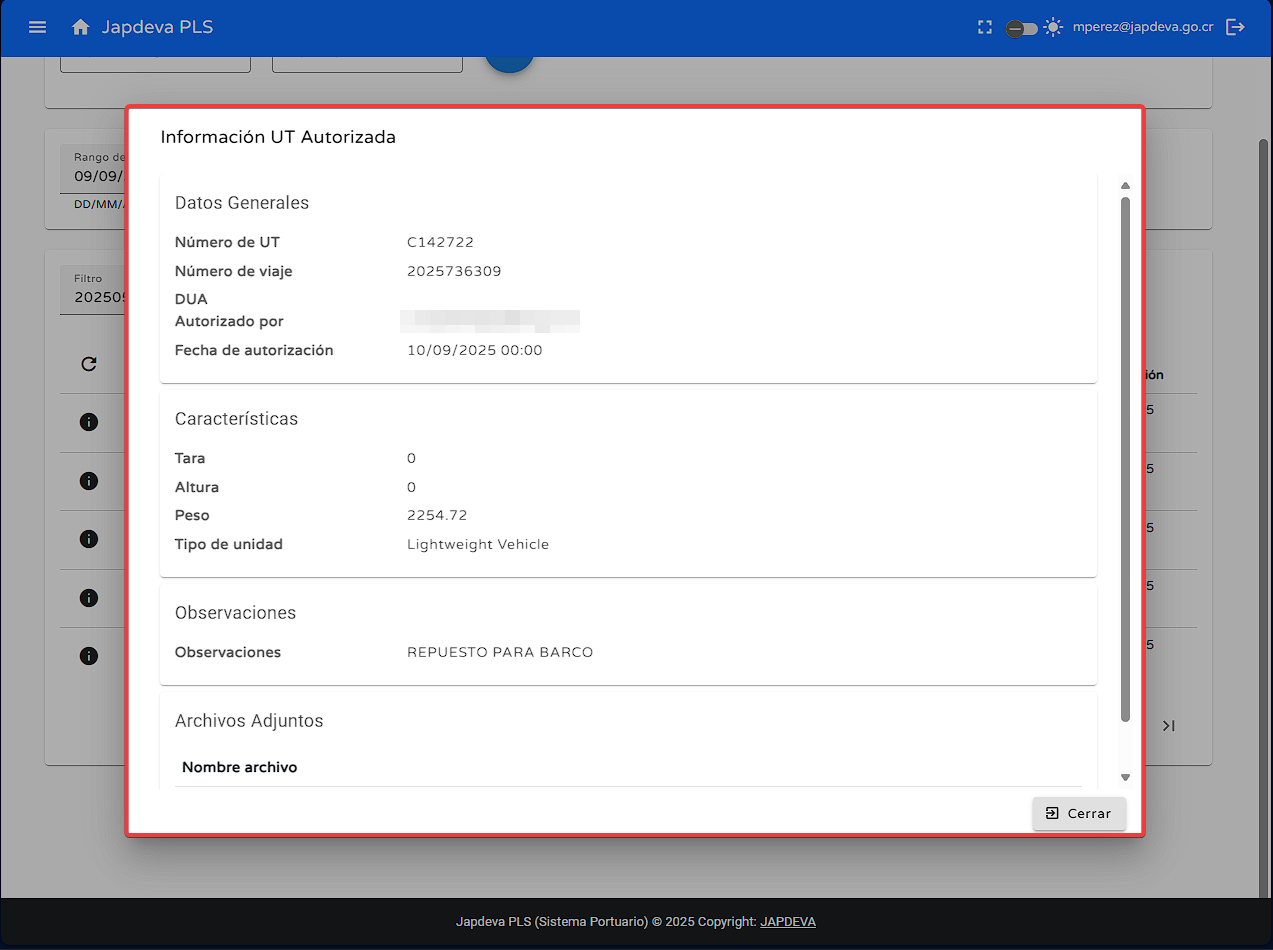 Japdeva PLS
mperez@japdeva.go.cr
Información UT Autorizada
Rango de
09/09/
DD/MM/
Datos Generales
Número de UT C142722
Número de viaje 2025736309
DUA
Autorizado por
Fecha de autorización 10/09/2025 00:00
Filtro
202505
ión
Características
Tara 0
5
Altura 0
5
Peso 2254.72
5
Tipo de unidad Lightweight Vehicle
5
Observaciones
Observaciones REPUESTO PARA BARCO
5
Archivos Adjuntos
Nombre archivo
Cerrar
Japdeva PLS (Sistema Portuario) © 2025 Copyright: JAPDEVA